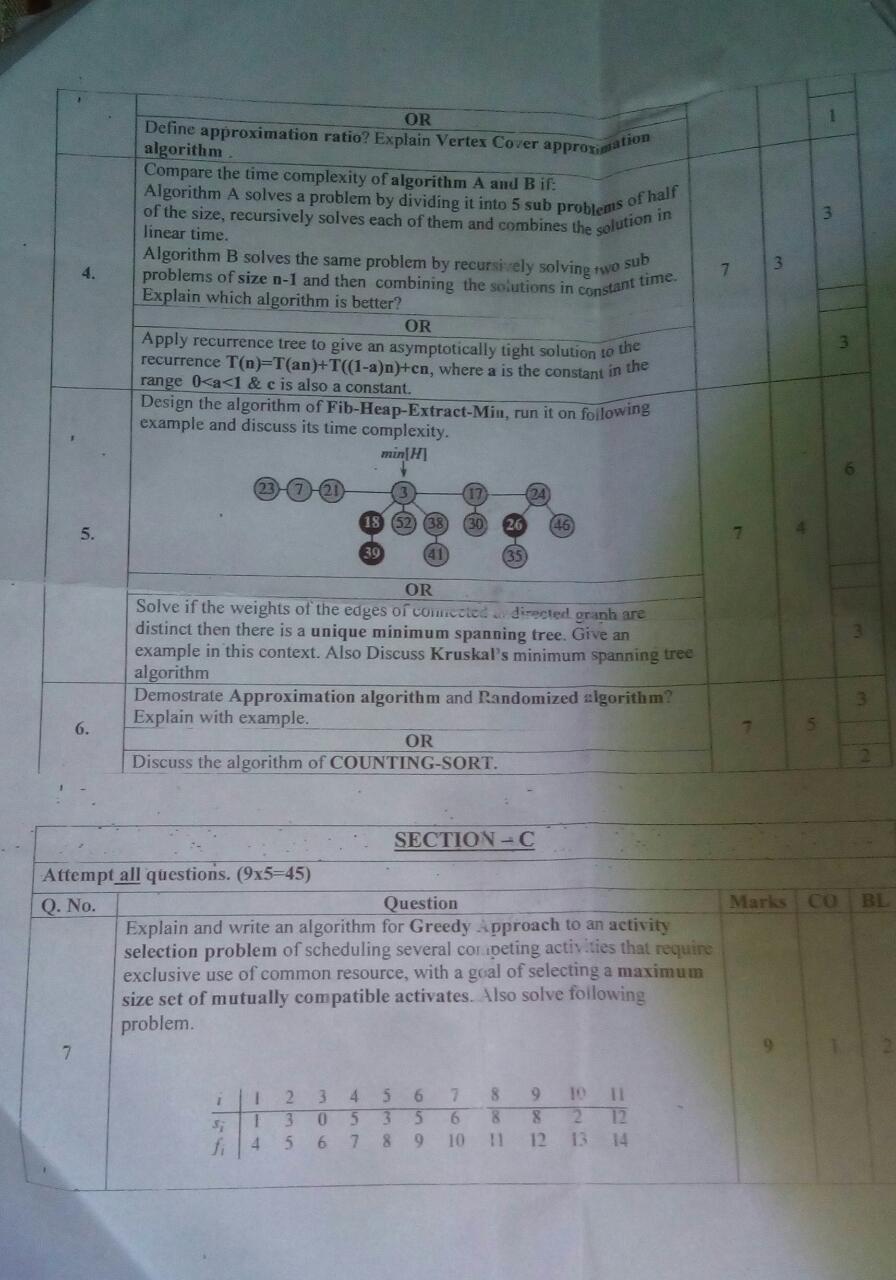 OR
1
Define approximation ratio? Explain Vertex Cover approximation
algorithm .
Compare the time complexity of algorithm A and B if:
Algorithm A solves a problem by dividing it into 5 sub problems of half
of the size, recursively solves each of them and combines the solution in
linear time.
Algorithm B solves the same problem by recursively solving two sub
problems of size n-1 and then combining the solutions in constant time.
Explain which algorithm is better?
4. 7 3 3
OR
Apply recurrence tree to give an asymptotically tight solution to the
recurrence T(n)=T(an)+T((1-a)n)+cn, where a is the constant in the
range 0<a<1 & c is also a constant.
3
Design the algorithm of Fib-Heap-Extract-Min, run it on following
example and discuss its time complexity.
min[H]
23 7 21 3 17 24
18 52 38 30 26 46
39 41 35
5. 7 4 6
OR
Solve if the weights of the edges of connected directed graph are
distinct then there is a unique minimum spanning tree. Give an
example in this context. Also Discuss Kruskal's minimum spanning tree
algorithm
3
Demostrate Approximation algorithm and Randomized algorithm?
Explain with example.
6. 7 5 3
OR
Discuss the algorithm of COUNTING-SORT.
2
SECTION – C
Attempt all questions. (9x5=45)
Q. No. Question Marks CO BL
Explain and write an algorithm for Greedy Approach to an activity
selection problem of scheduling several competing activities that require
exclusive use of common resource, with a goal of selecting a maximum
size set of mutually compatible activates. Also solve following
problem.
7 9 1 2
i 1 2 3 4 5 6 7 8 9 10 11
si 1 3 0 5 3 5 6 8 8 2 12
fi 4 5 6 7 8 9 10 11 12 13 14